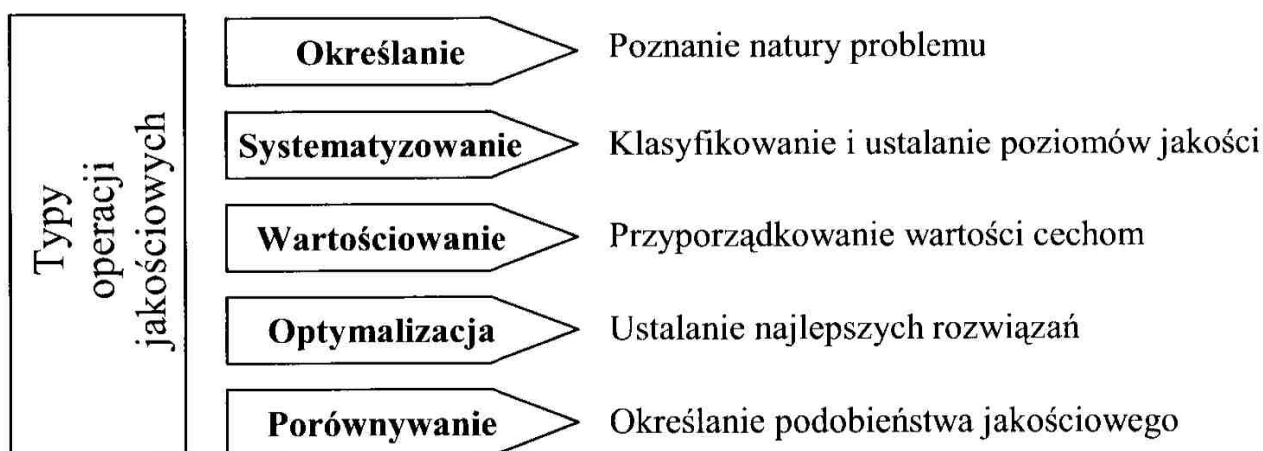 Typy
operacji
jakościowych
Określanie
Poznanie natury problemu
Systematyzowanie
Klasyfikowanie i ustalanie poziomów jakości
Wartościowanie
Przyporządkowanie wartości cechom
Optymalizacja
Ustalanie najlepszych rozwiązań
Porównywanie
Określanie podobieństwa jakościowego